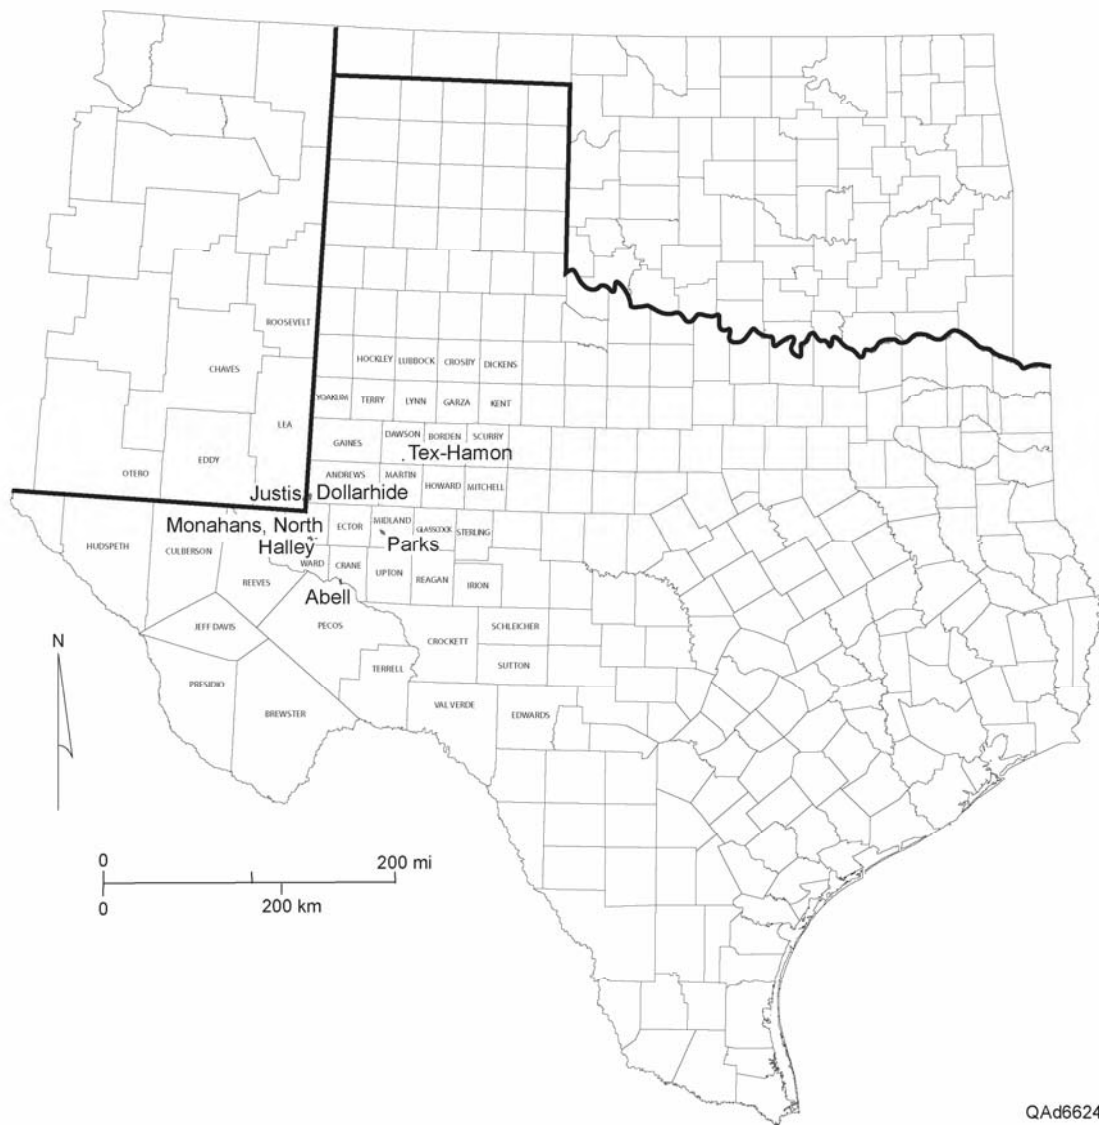 ROOSEVELT
HOCKLEY LUBBOCK CROSBY DICKENS
CHAVES
YOAKUM TERRY LYNN GARZA KENT
LEA
DAWSON BORDEN SCURRY
GAINES
Tex-Hamon
EDDY
OTERO
ANDREWS MARTIN HOWARD MITCHELL
Justis, Dollarhide
Monahans, North
ECTOR MIDLAND GLASSCOCK STERLING
HUDSPETH CULBERSON
Halley
Parks
WARD CRANE UPTON REAGAN IRION
REEVES
Abell
JEFF DAVIS PECOS
CROCKETT SCHLEICHER
N
TERRELL SUTTON
PRESIDIO
BREWSTER
VAL VERDE EDWARDS
0 200 mi
0 200 km
QAd6624